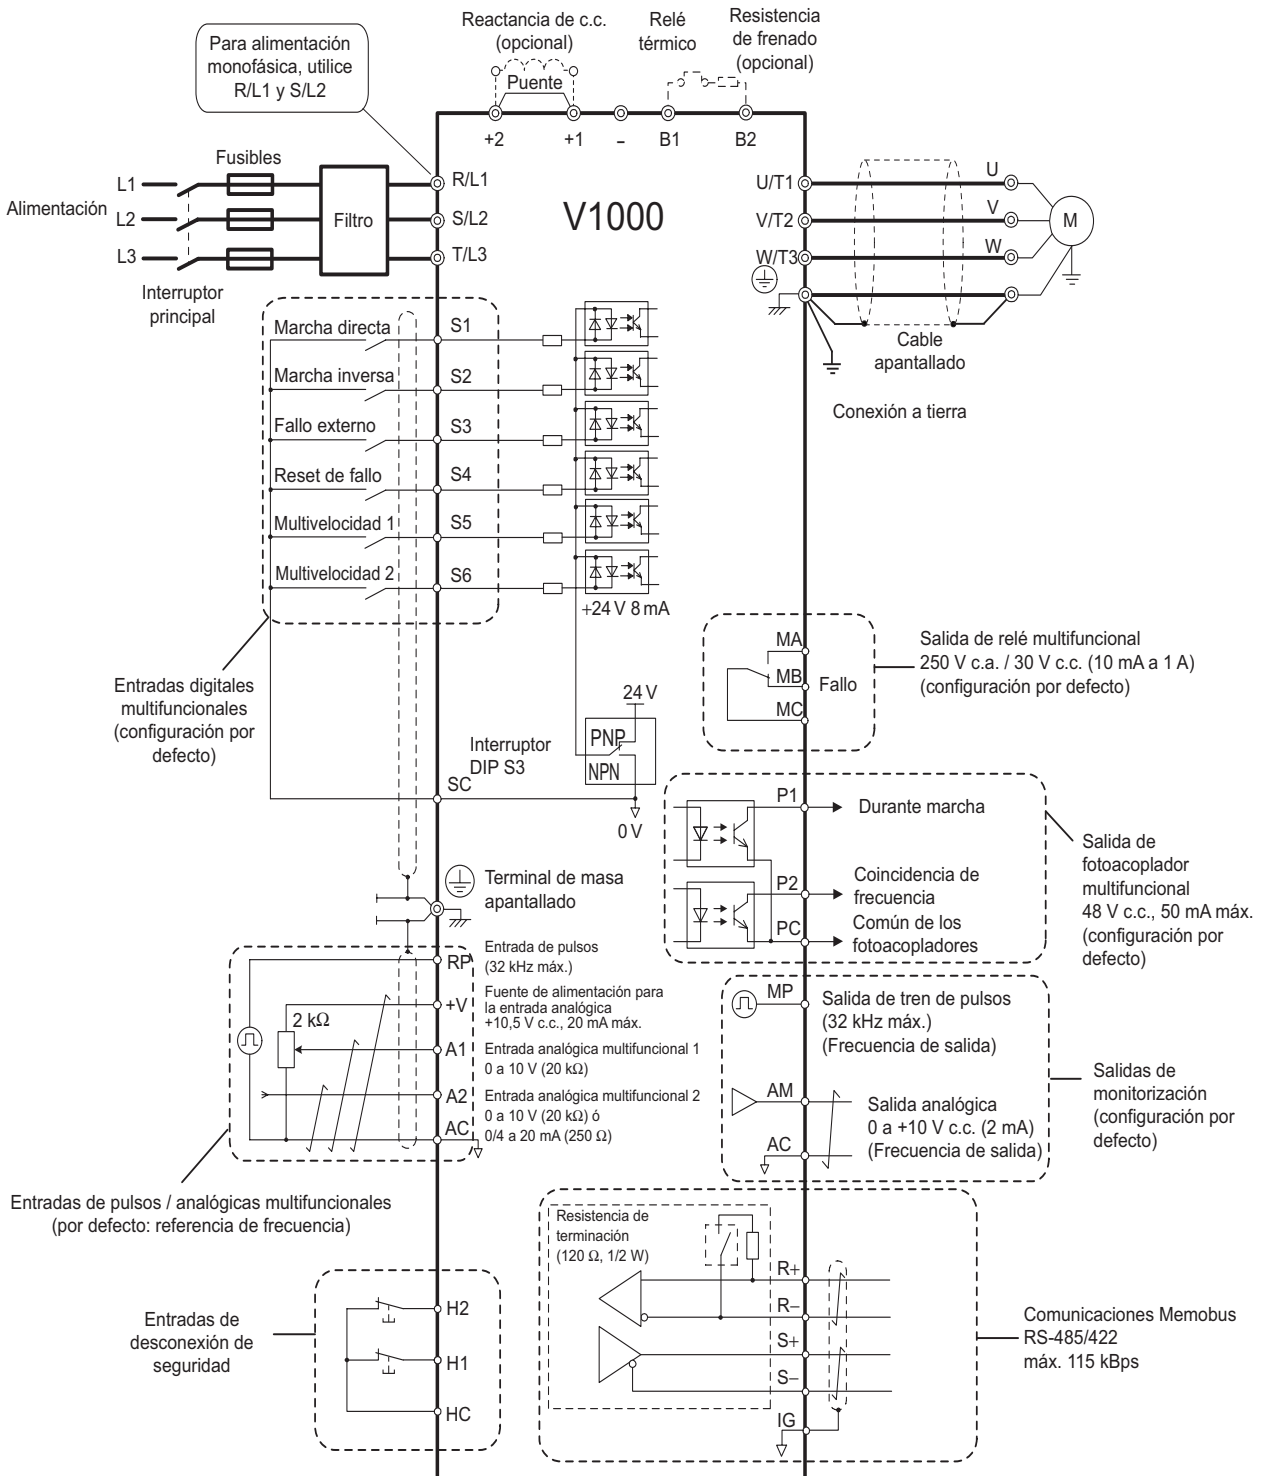 Reactancia de c.c.
(opcional)
Relé
térmico
Resistencia
de frenado
(opcional)
Para alimentación
monofásica, utilice
R/L1 y S/L2
Puente
+2
+1
–
B1
B2
Fusibles
Alimentación
L1
L2
L3
Filtro
R/L1
S/L2
T/L3
V1000
U/T1
V/T2
W/T3
U
V
W
M
Interruptor
principal
Cable
apantallado
Conexión a tierra
Marcha directa
S1
Marcha inversa
S2
Fallo externo
S3
Reset de fallo
S4
Multivelocidad 1
S5
Multivelocidad 2
S6
+24 V 8 mA
Entradas digitales
multifuncionales
(configuración por
defecto)
24 V
PNP
NPN
Interruptor
DIP S3
SC
0 V
MA
MB
MC
Fallo
Salida de relé multifuncional
250 V c.a. / 30 V c.c. (10 mA a 1 A)
(configuración por defecto)
P1
Durante marcha
P2
Coincidencia de
frecuencia
PC
Común de los
fotoacopladores
Salida de
fotoacoplador
multifuncional
48 V c.c., 50 mA máx.
(configuración por
defecto)
Terminal de masa
apantallado
RP
Entrada de pulsos
(32 kHz máx.)
+V
Fuente de alimentación para
la entrada analógica
+10,5 V c.c., 20 mA máx.
2 kΩ
A1
Entrada analógica multifuncional 1
0 a 10 V (20 kΩ)
A2
Entrada analógica multifuncional 2
0 a 10 V (20 kΩ) ó
0/4 a 20 mA (250 Ω)
AC
Entradas de pulsos / analógicas multifuncionales
(por defecto: referencia de frecuencia)
MP
Salida de tren de pulsos
(32 kHz máx.)
(Frecuencia de salida)
AM
Salida analógica
0 a +10 V c.c. (2 mA)
(Frecuencia de salida)
AC
Salidas de
monitorización
(configuración por
defecto)
Entradas de
desconexión de
seguridad
H2
H1
HC
Resistencia de
terminación
(120 Ω, 1/2 W)
R+
R−
S+
S−
IG
Comunicaciones Memobus
RS-485/422
máx. 115 kBps